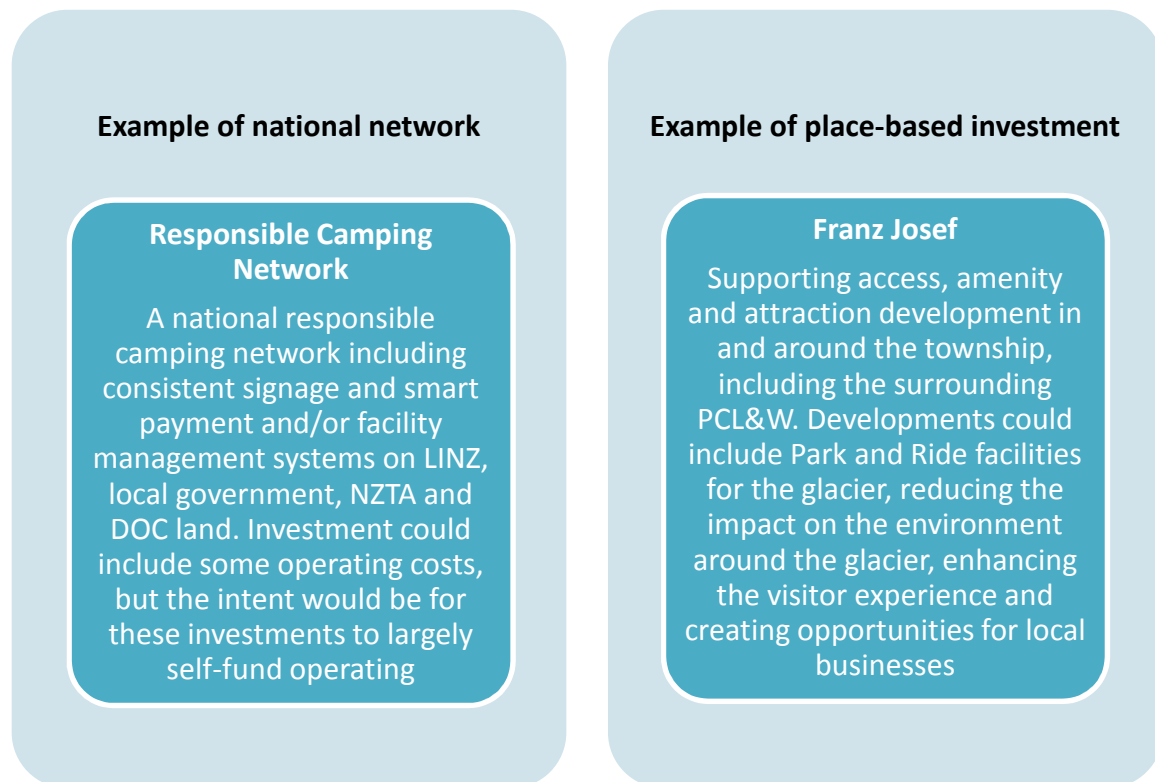 Example of national network
Responsible Camping
Network
A national responsible
camping network including
consistent signage and smart
payment and/or facility
management systems on LINZ,
local government, NZTA and
DOC land. Investment could
include some operating costs,
but the intent would be for
these investments to largely
self-fund operating
Example of place-based investment
Franz Josef
Supporting access, amenity
and attraction development in
and around the township,
including the surrounding
PCL&W. Developments could
include Park and Ride facilities
for the glacier, reducing the
impact on the environment
around the glacier, enhancing
the visitor experience and
creating opportunities for local
businesses